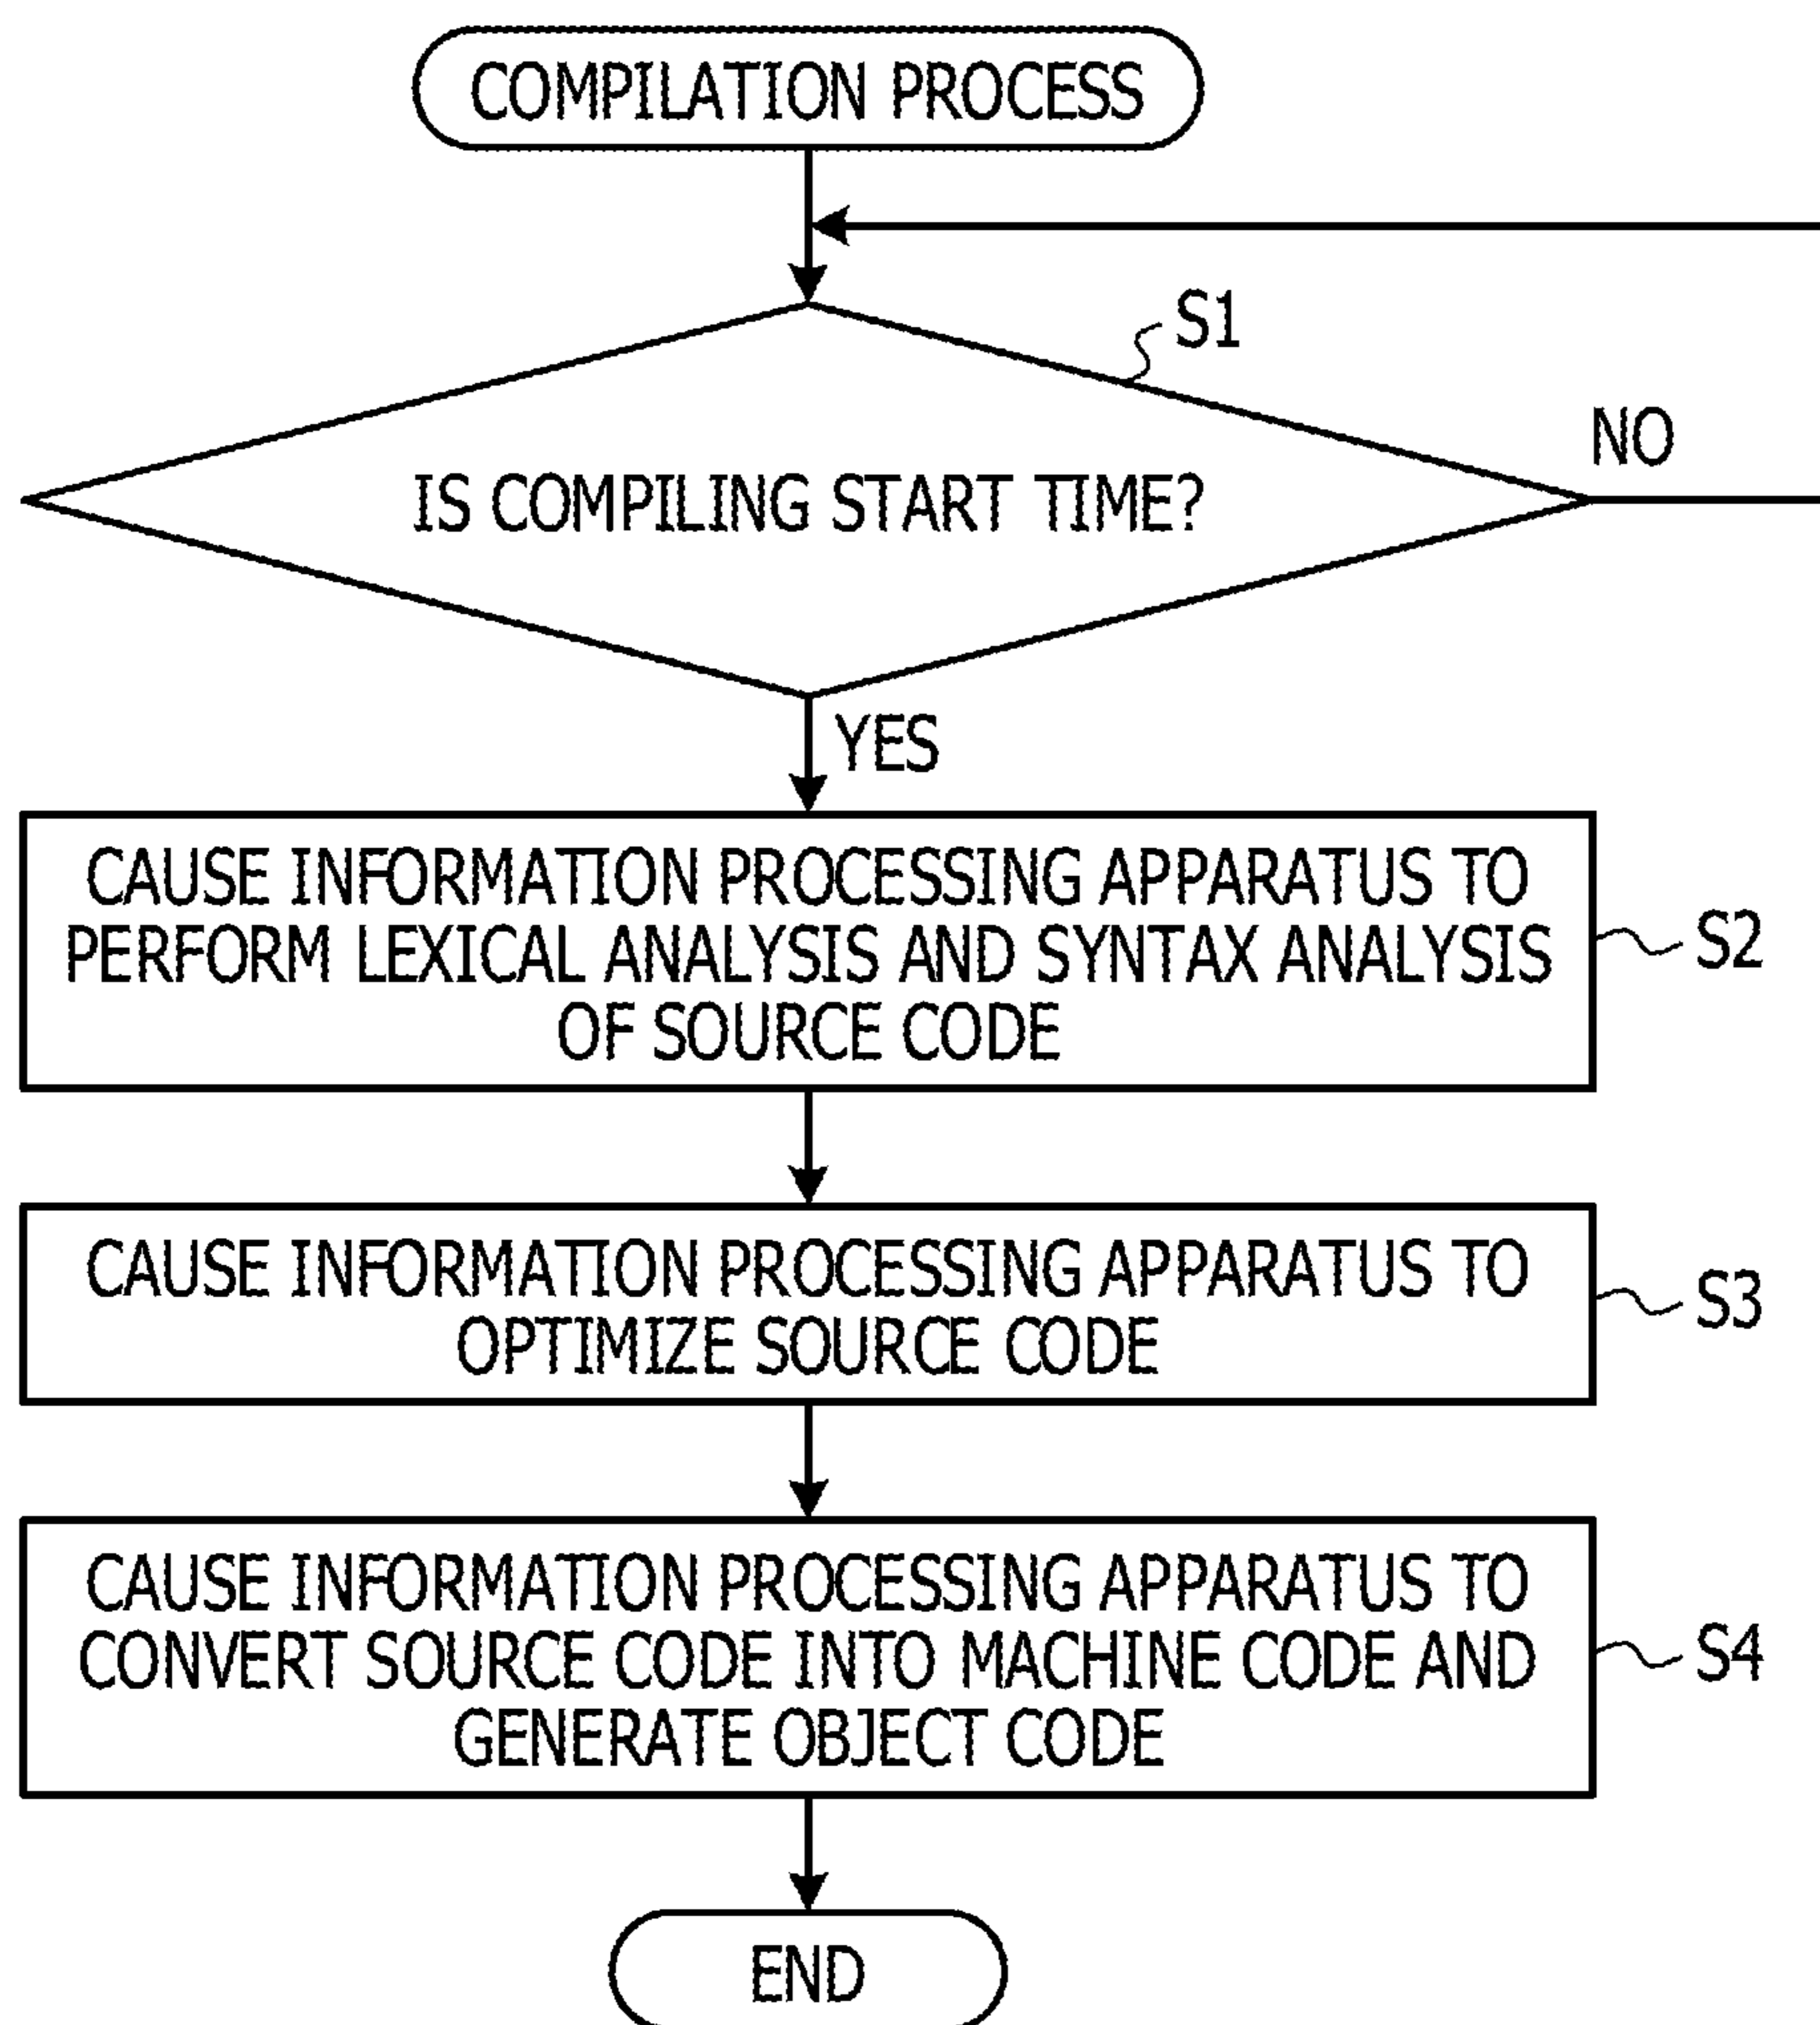 COMPILATION PROCESS
S1
NO
IS COMPILING START TIME?
YES
CAUSE INFORMATION PROCESSING APPARATUS TO
PERFORM LEXICAL ANALYSIS AND SYNTAX ANALYSIS
OF SOURCE CODE
S2
CAUSE INFORMATION PROCESSING APPARATUS TO
OPTIMIZE SOURCE CODE
S3
CAUSE INFORMATION PROCESSING APPARATUS TO
CONVERT SOURCE CODE INTO MACHINE CODE AND
GENERATE OBJECT CODE
S4
END